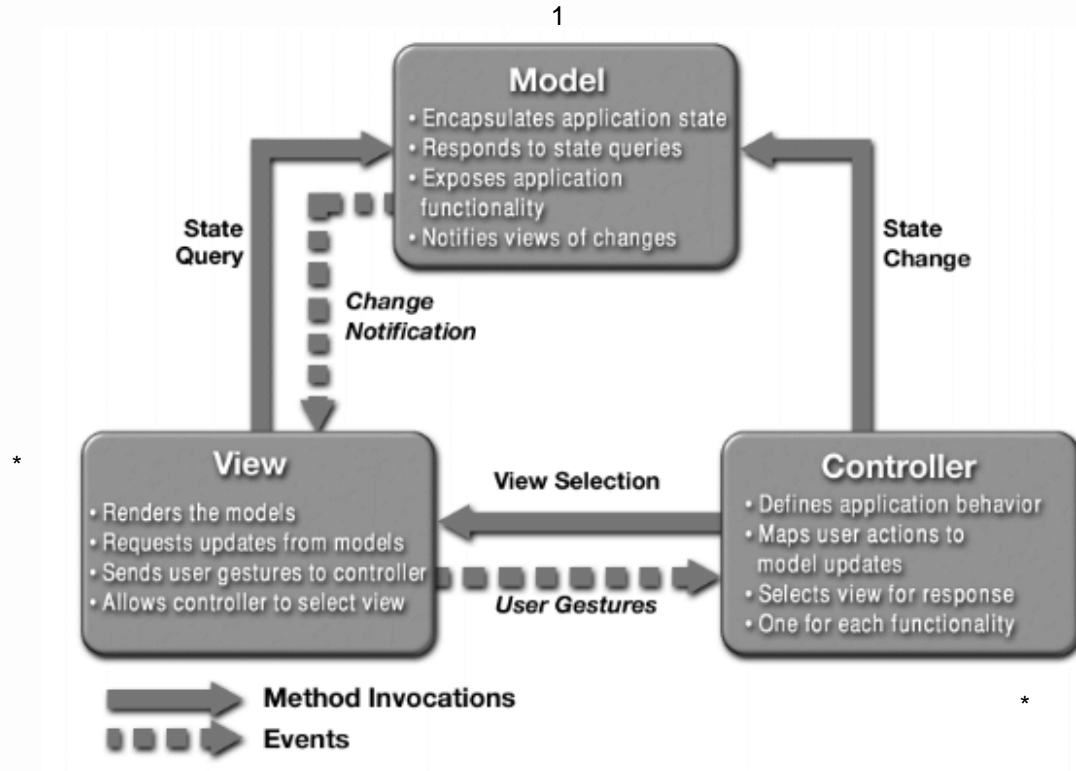 1
Model
• Encapsulates application state
• Responds to state queries
• Exposes application
functionality
• Notifies views of changes
State
Query
Change
Notification
State
Change
*
View
• Renders the models
• Requests updates from models
• Sends user gestures to controller
• Allows controller to select view
View Selection
User Gestures
Controller
• Defines application behavior
• Maps user actions to
model updates
• Selects view for response
• One for each functionality
Method Invocations
*
Events